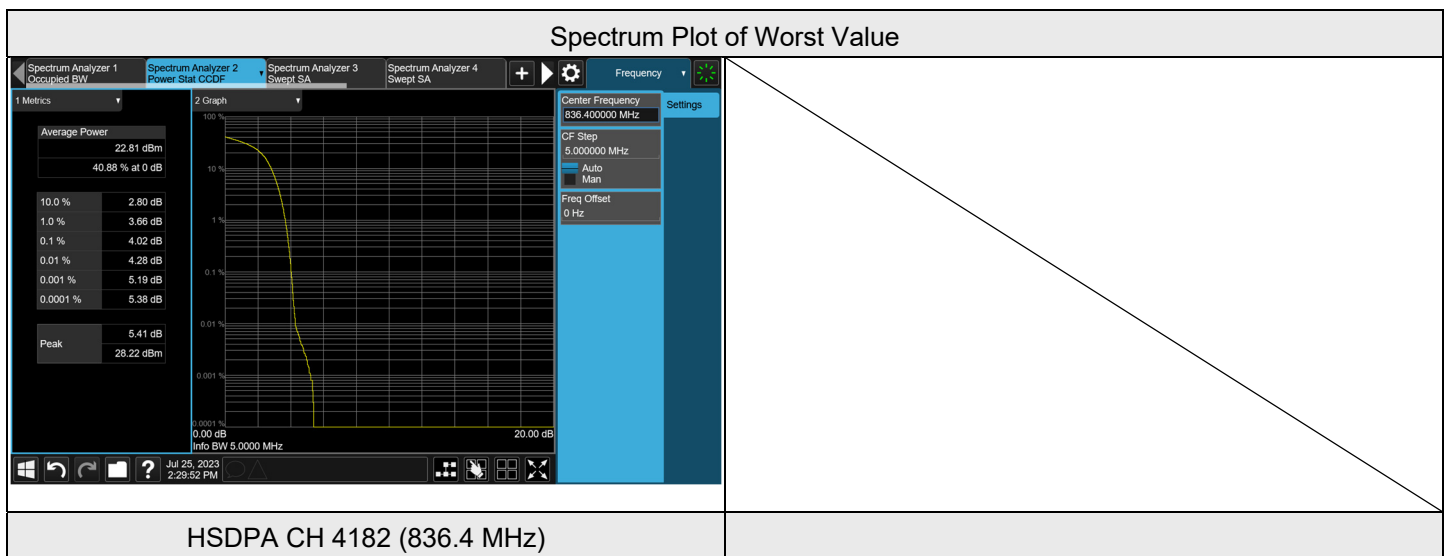 Spectrum Plot of Worst Value
Spectrum Analyzer 1
Occupied BW
Spectrum Analyzer 2
Power Stat CCDF
Spectrum Analyzer 3
Swept SA
Spectrum Analyzer 4
Swept SA
+
Frequency
1 Metrics
Average Power
22.81 dBm
40.88 % at 0 dB
10.0 % 2.80 dB
1.0 % 3.66 dB
0.1 % 4.02 dB
0.01 % 4.28 dB
0.001 % 5.19 dB
0.0001 % 5.38 dB
Peak
5.41 dB
28.22 dBm
2 Graph
100 %
10 %
1 %
0.1 %
0.01 %
0.001 %
0.0001 %
0.00 dB 20.00 dB
Info BW 5.0000 MHz
Center Frequency
836.400000 MHz
Settings
CF Step
5.000000 MHz
Auto
Man
Freq Offset
0 Hz
?
Jul 25, 2023
2:29:52 PM
HSDPA CH 4182 (836.4 MHz)